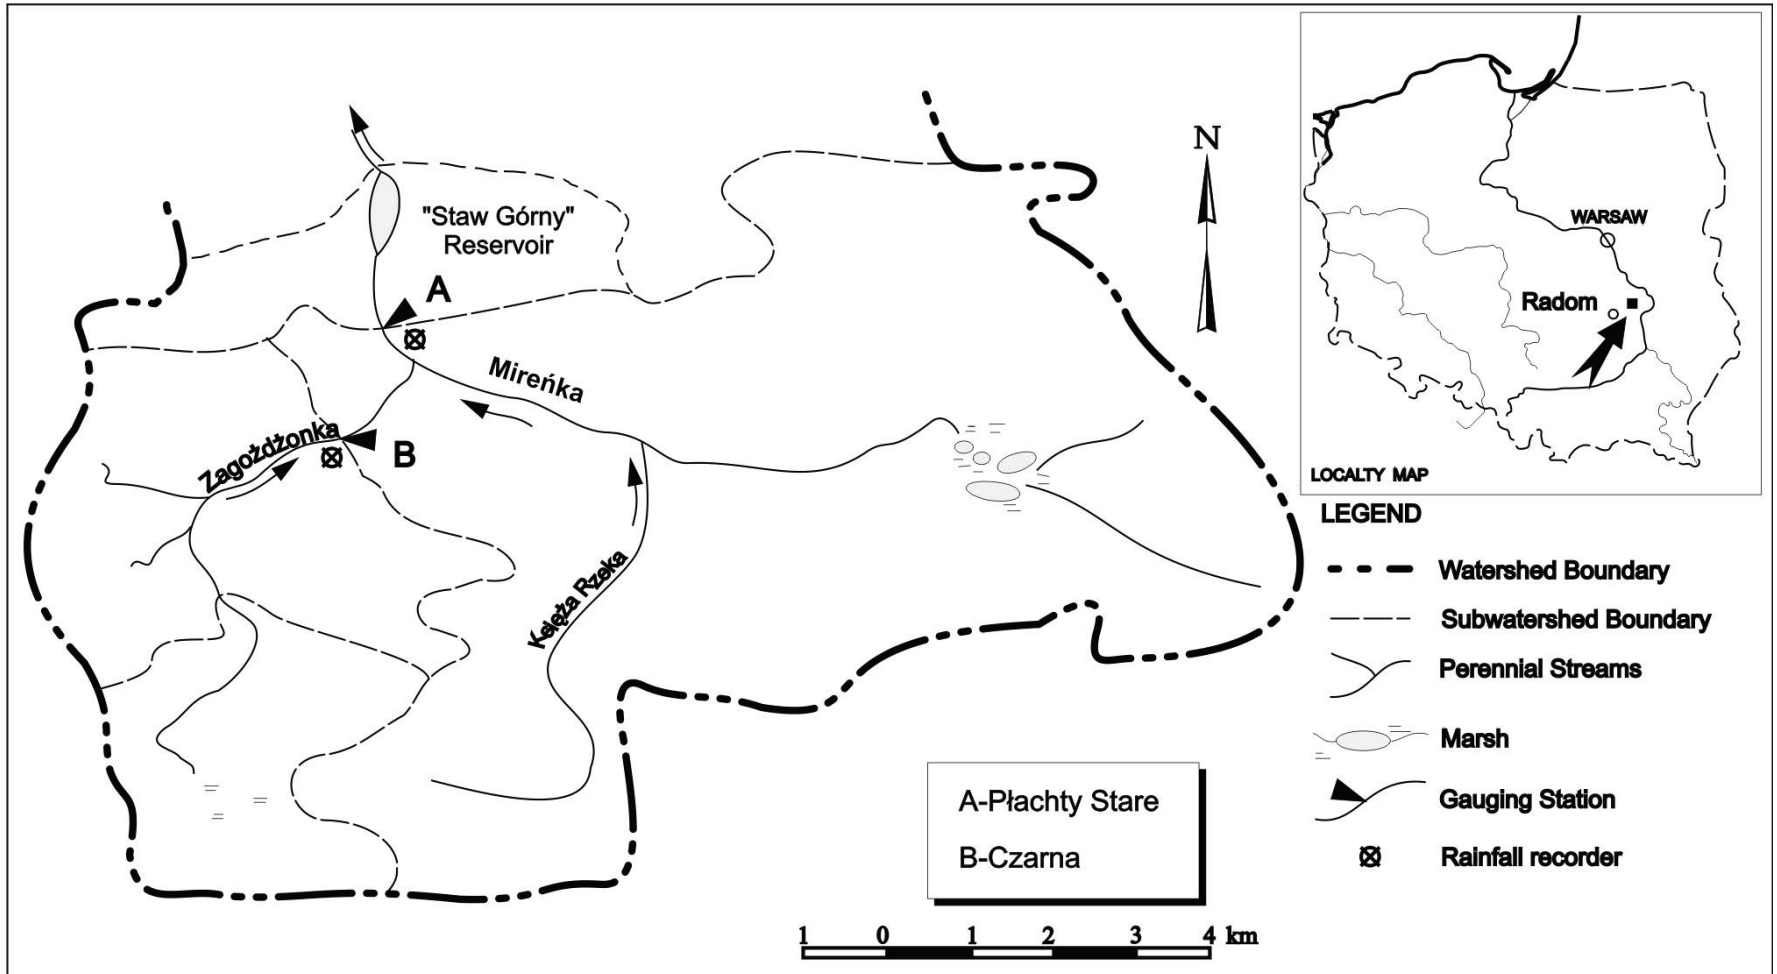 "Staw Górny"
Reservoir
A
Mireńka
Zagożdżonka
B
Księża Rzeka
N
WARSAW
Radom
LOCALTY MAP
LEGEND
Watershed Boundary
Subwatershed Boundary
Perennial Streams
Marsh
Gauging Station
Rainfall recorder
A-Płachty Stare
B-Czarna
1 0 1 2 3 4 km